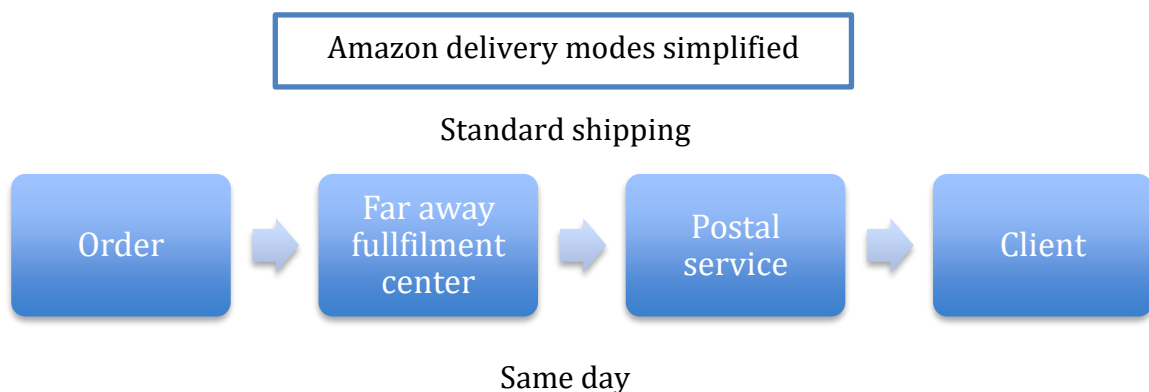 Amazon delivery modes simplified
Standard shipping
Order
Far away
fullfilment
center
Postal
service
Client
Same day